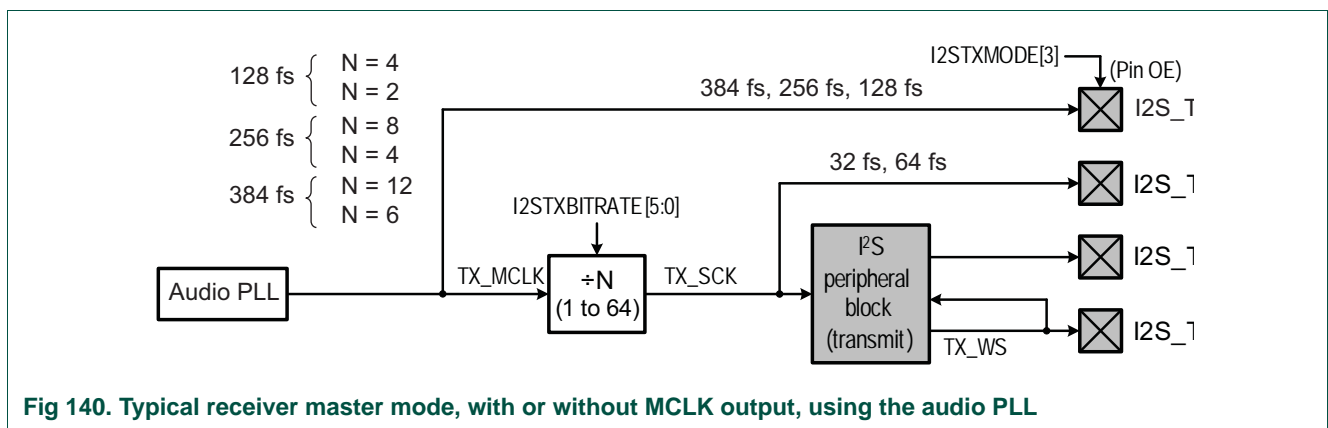 I2STXMODE[3]
(Pin OE)
128 fs
N = 4
N = 2
384 fs, 256 fs, 128 fs
I2S_T
256 fs
N = 8
N = 4
32 fs, 64 fs
I2S_T
384 fs
N = 12
N = 6
I2STXBITRATE[5:0]
Audio PLL
TX_MCLK
÷N
(1 to 64)
TX_SCK
I²S
peripheral
block
(transmit)
I2S_T
TX_WS
I2S_T
Fig 140. Typical receiver master mode, with or without MCLK output, using the audio PLL